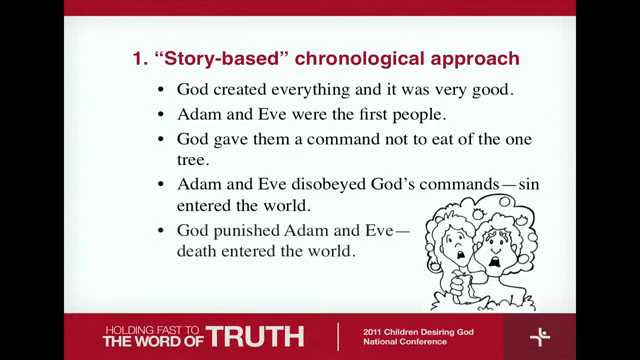 1. “Story-based” chronological approach
• God created everything and it was very good.
• Adam and Eve were the first people.
• God gave them a command not to eat of the one
tree.
• Adam and Eve disobeyed God’s commands—sin
entered the world.
• God punished Adam and Eve—
death entered the world.
HOLDING FAST TO
THE WORD OF TRUTH
2011 Children Desiring God
National Conference